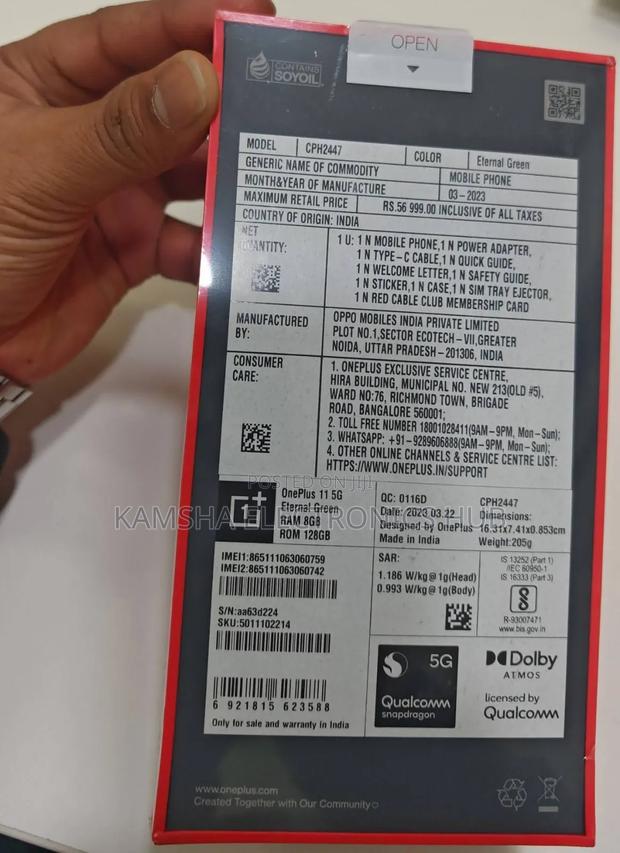 OPEN
CONTAINS
SOYOIL
MODEL CPH2447 COLOR Eternal Green
GENERIC NAME OF COMMODITY MOBILE PHONE
MONTH&YEAR OF MANUFACTURE 03-2023
MAXIMUM RETAIL PRICE RS.56 999.00 INCLUSIVE OF ALL TAXES
COUNTRY OF ORIGIN: INDIA
NET
QUANTITY:
1 U: 1 N MOBILE PHONE,1 N POWER ADAPTER,
1 N TYPE-C CABLE,1 N QUICK GUIDE,
1 N WELCOME LETTER,1 N SAFETY GUIDE,
1 N STICKER,1 N CASE,1 N SIM TRAY EJECTOR,
1 N RED CABLE CLUB MEMBERSHIP CARD
MANUFACTURED
BY:
OPPO MOBILES INDIA PRIVATE LIMITED
PLOT NO.1,SECTOR ECOTECH-VII,GREATER
NOIDA, UTTAR PRADESH-201306, INDIA
CONSUMER
CARE:
1. ONEPLUS EXCLUSIVE SERVICE CENTRE,
HIRA BUILDING, MUNICIPAL NO. NEW 213(OLD #5),
WARD NO:76, RICHMOND TOWN, BRIGADE
ROAD, BANGALORE 560001;
2. TOLL FREE NUMBER 18001028411(9AM-9PM, Mon-Sun);
3. WHATSAPP: +91-9289606888(9AM-9PM, Mon-Sun);
4. OTHER ONLINE CHANNELS & SERVICE CENTRE LIST:
HTTPS://WWW.ONEPLUS.IN/SUPPORT
POSTED ON JIJI
KAMSHA ELECTRONICS HUB
OnePlus 11 5G
Eternal Green
RAM 8GB
ROM 128GB
QC: 0116D CPH2447
Date: 2023.03.22 Dimensions:
Designed by OnePlus 16.31x7.41x0.853cm
Made in India Weight:205g
IMEI1:865111063060759
IMEI2:865111063060742
S/N:aa63d224
SKU:5011102214
6 921815 623588
Only for sale and warranty in India
SAR:
1.186 W/kg@1g(Head)
0.993 W/kg@1g(Body)
IS 13252 (Part 1)
/IEC 60950-1
IS 16333 (Part 3)
R-93007471
www.bis.gov.in
5G
Qualcomm
snapdragon
Dolby
ATMOS
licensed by
Qualcomm
www.oneplus.com
Created Together with Our Community